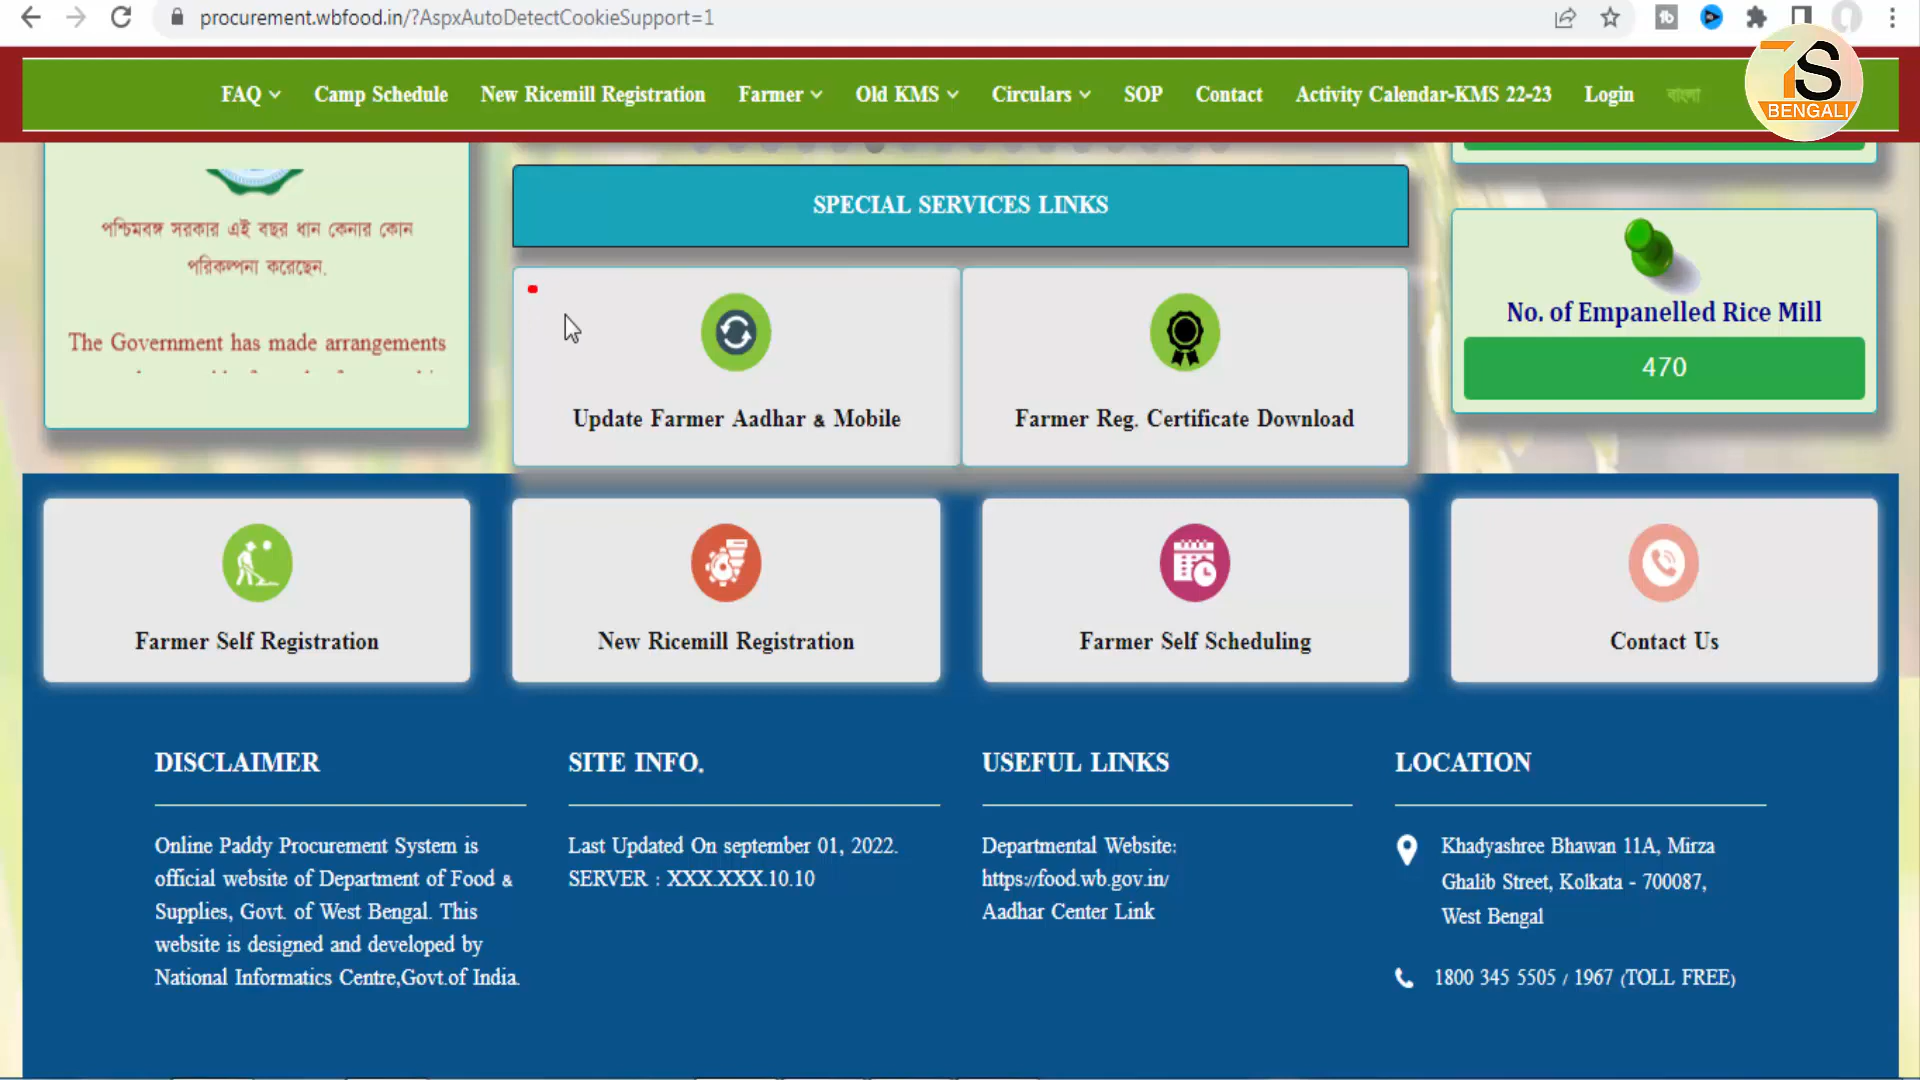 procurement.wbfood.in/?AspxAutoDetectCookieSupport=1
FAQ
Camp Schedule
New Ricemill Registration
Farmer
Old KMS
Circulars
SOP
Contact
Activity Calendar-KMS 22-23
Login
বাংলা
7S
BENGALI
SPECIAL SERVICES LINKS
পশ্চিমবঙ্গ সরকার এই বছর ধান কেনার কোন
পরিকল্পনা করেছেন.
The Government has made arrangements
Update Farmer Aadhar & Mobile
Farmer Reg. Certificate Download
No. of Empanelled Rice Mill
470
Farmer Self Registration
New Ricemill Registration
Farmer Self Scheduling
Contact Us
DISCLAIMER
Online Paddy Procurement System is
official website of Department of Food &
Supplies, Govt. of West Bengal. This
website is designed and developed by
National Informatics Centre,Govt.of India.
SITE INFO.
Last Updated On september 01, 2022.
SERVER : XXX.XXX.10.10
USEFUL LINKS
Departmental Website:
https://food.wb.gov.in/
Aadhar Center Link
LOCATION
Khadyashree Bhawan 11A, Mirza
Ghalib Street, Kolkata - 700087,
West Bengal
1800 345 5505 / 1967 (TOLL FREE)